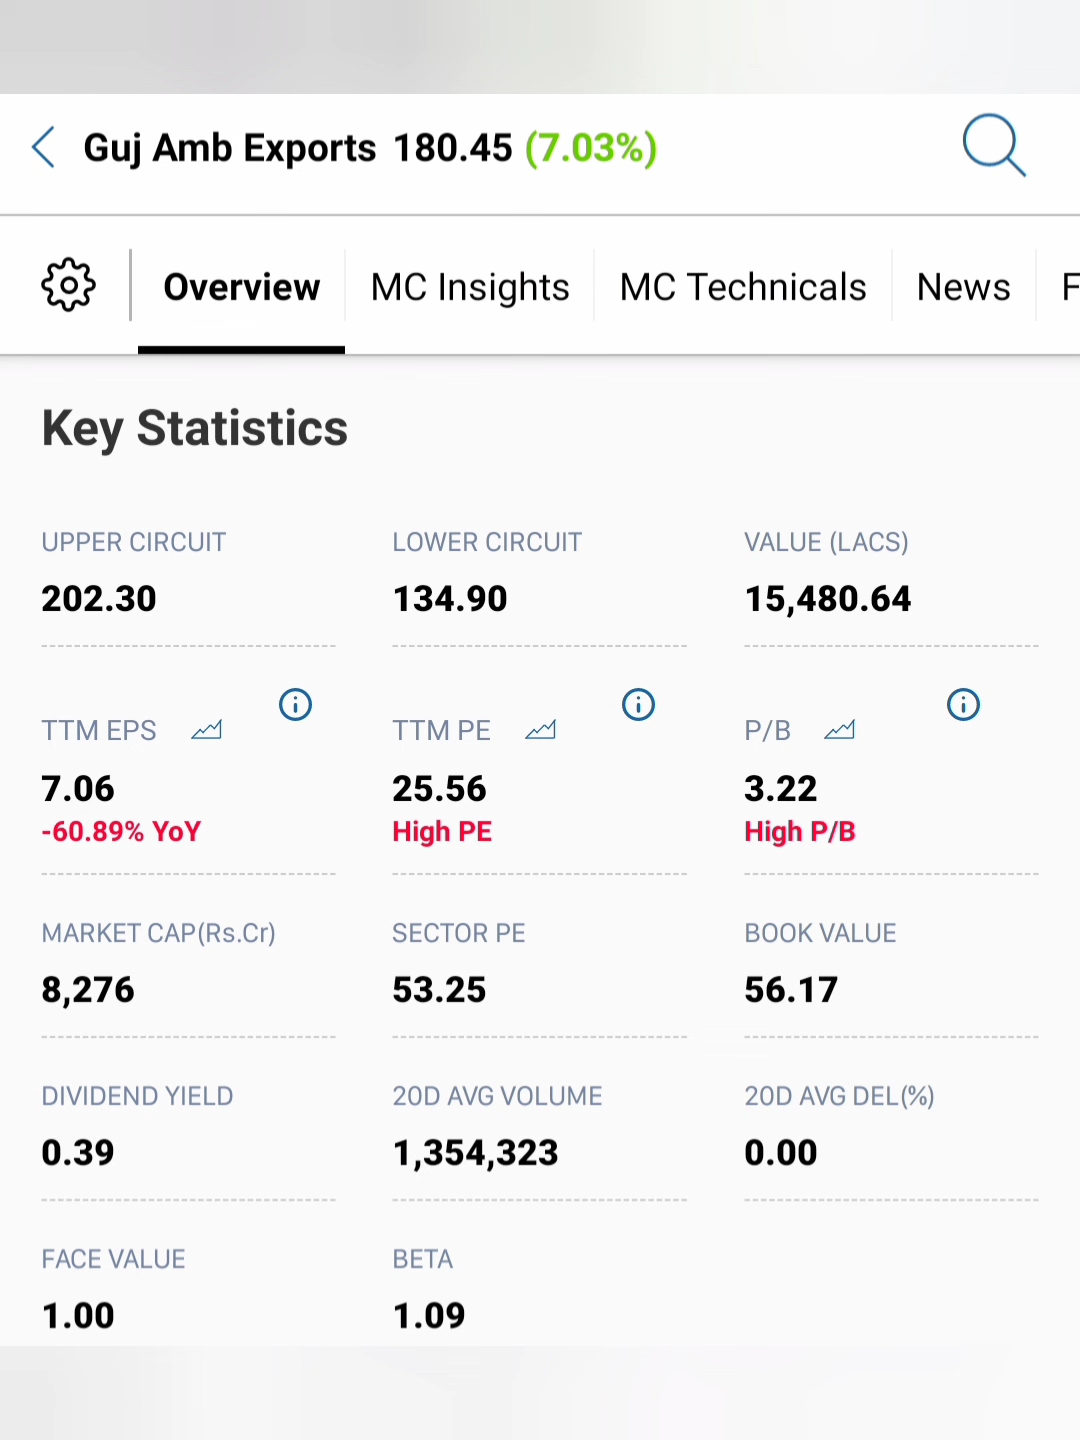 Guj Amb Exports 180.45 (7.03%)
Overview MC Insights MC Technicals News F
Key Statistics
UPPER CIRCUIT LOWER CIRCUIT VALUE (LACS)
202.30 134.90 15,480.64
TTM EPS TTM PE P/B
7.06 25.56 3.22
-60.89% YoY High PE High P/B
MARKET CAP(Rs.Cr) SECTOR PE BOOK VALUE
8,276 53.25 56.17
DIVIDEND YIELD 20D AVG VOLUME 20D AVG DEL(%)
0.39 1,354,323 0.00
FACE VALUE BETA
1.00 1.09